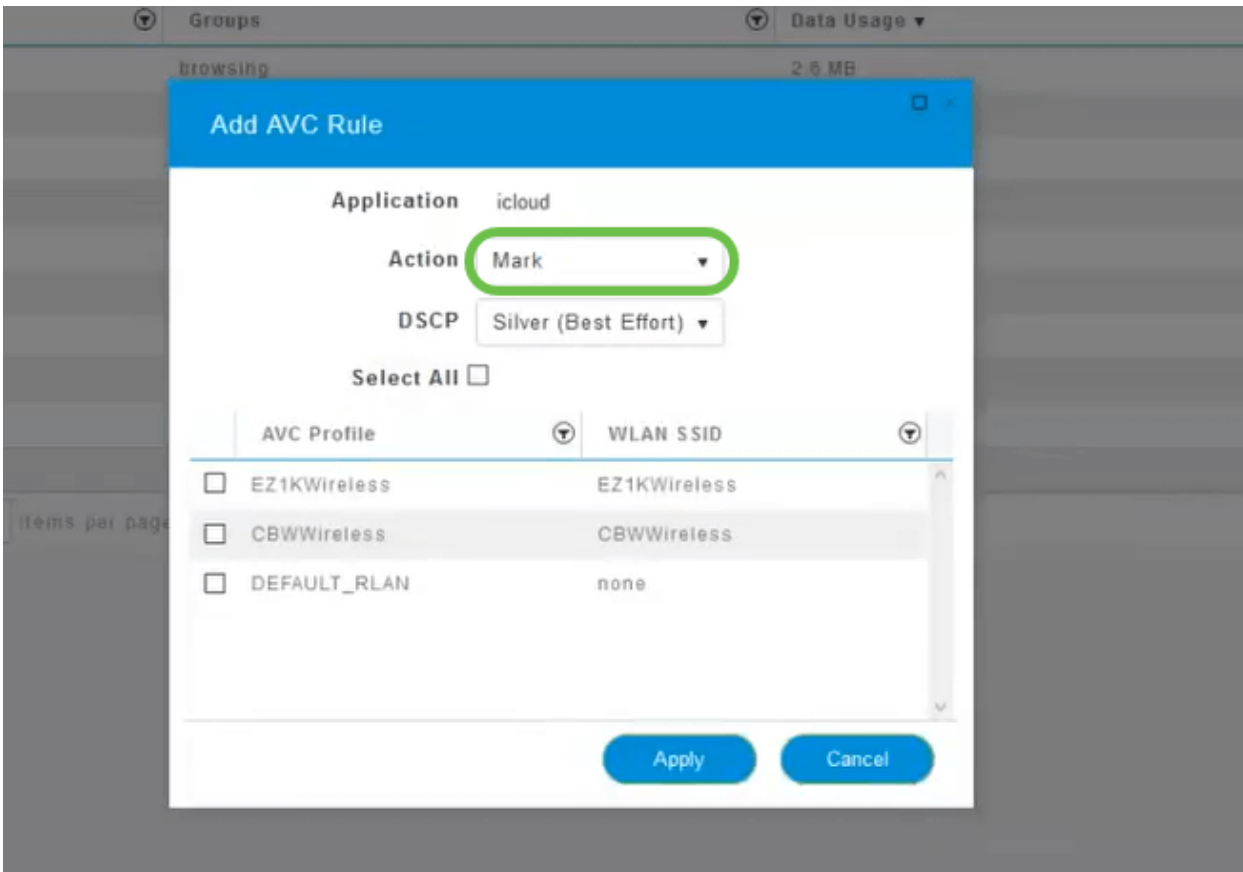 Groups Data Usage
browsing 2.6 MB
Add AVC Rule
Application icloud
Action Mark
DSCP Silver (Best Effort)
Select All
AVC Profile WLAN SSID
EZ1KWireless EZ1KWireless
items per page
CBWWireless CBWWireless
DEFAULT_RLAN none
Apply Cancel